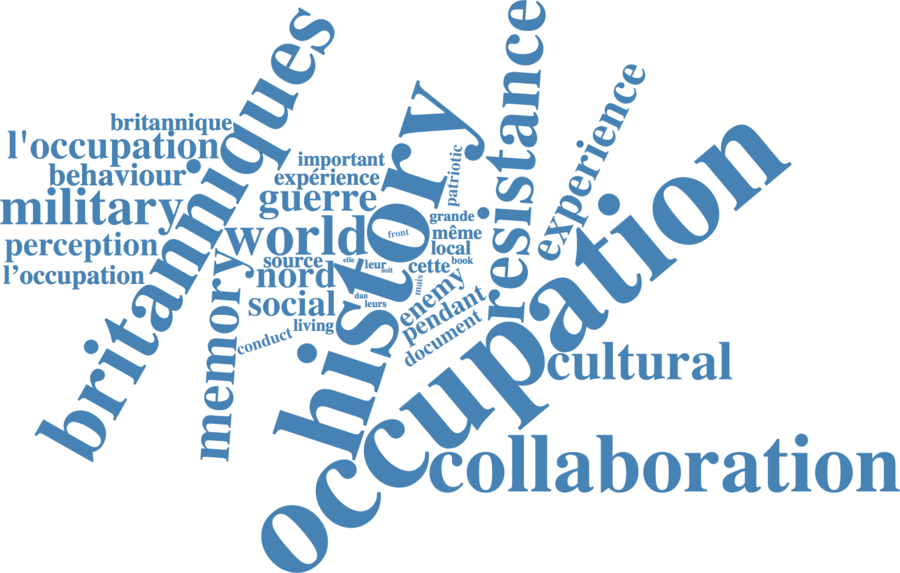 britanniques
britannique
l'occupation
behaviour
military
perception
l’occupation
memory
important
expérience
guerre
world
source
nord
social
living
conduct
history
front
elle
leur
soit
dan
leurs
patriotic
grande
même
local
book
cette
mais
enemy
pendant
document
resistance
experience
occupation
cultural
collaboration